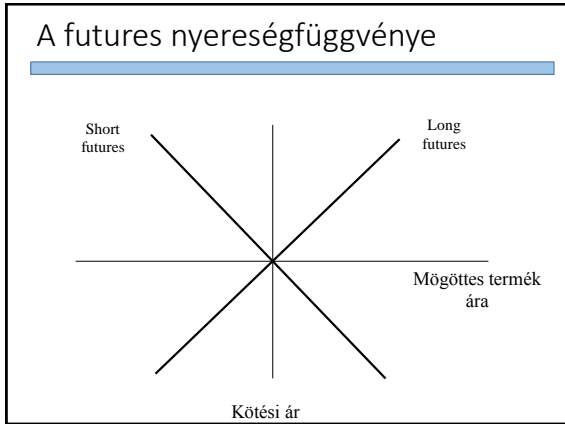 A futures nyereségfüggvénye
Short
futures
Long
futures
Mögöttes termék
ára
Kötési ár